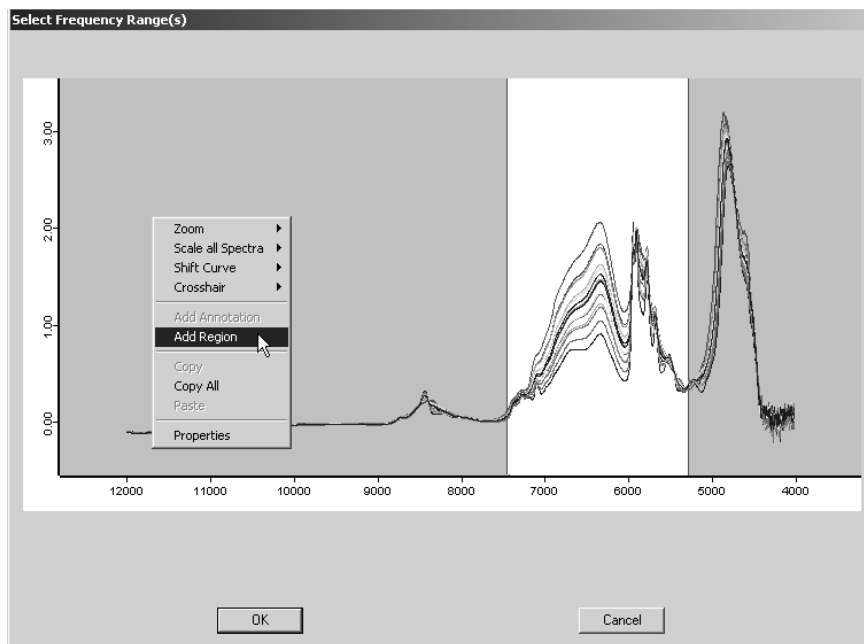 Select Frequency Range(s)
3.00
2.00
1.00
0.00
Zoom
Scale all Spectra
Shift Curve
Crosshair
Add Annotation
Add Region
Copy
Copy All
Paste
Properties
12000 11000 10000 9000 8000 7000 6000 5000 4000
OK Cancel